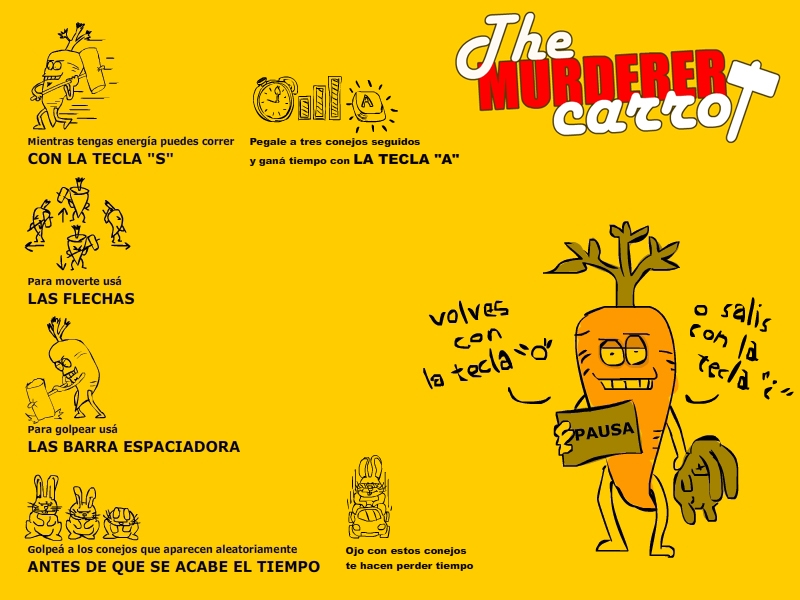 The
MURDERER
carroT
Mientras tengas energía puedes correr
CON LA TECLA "S"
A
Pegale a tres conejos seguidos
y ganá tiempo con LA TECLA "A"
Para moverte usá
LAS FLECHAS
Para golpear usá
LAS BARRA ESPACIADORA
Golpeá a los conejos que aparecen aleatoriamente
ANTES DE QUE SE ACABE EL TIEMPO
Ojo con estos conejos
te hacen perder tiempo
volves
con
la tecla "o"
o salis
con la
tecla "i"
PAUSA